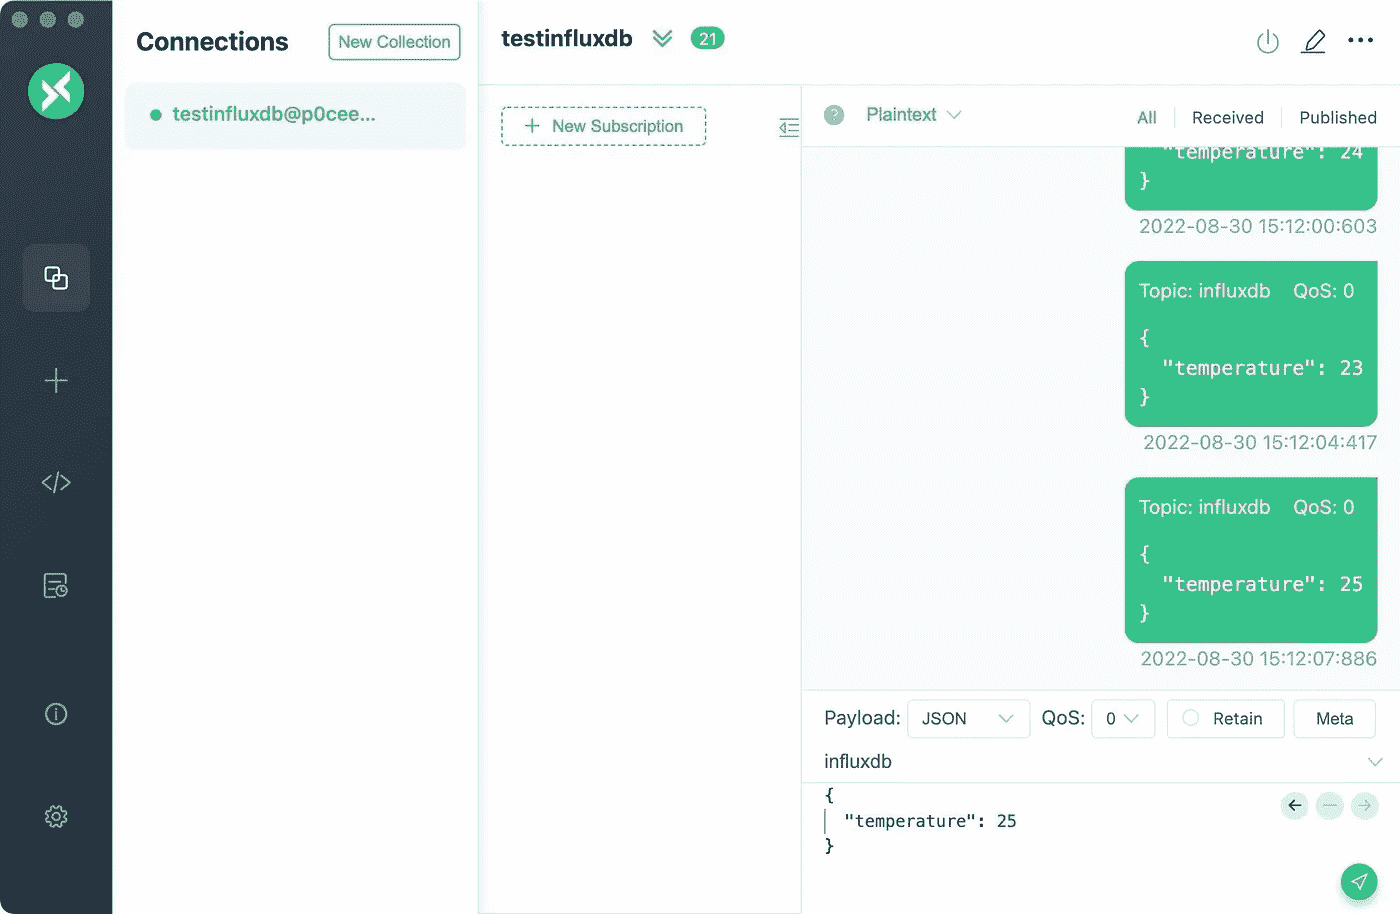 Connections
New Collection
testinfluxdb@p0cee...
testinfluxdb 21
+ New Subscription
? Plaintext
All Received Published
"temperature": 24
}
2022-08-30 15:12:00:603
Topic: influxdb QoS: 0
{
"temperature": 23
}
2022-08-30 15:12:04:417
Topic: influxdb QoS: 0
{
"temperature": 25
}
2022-08-30 15:12:07:886
Payload: JSON QoS: 0 Retain Meta
influxdb
{
"temperature": 25
}